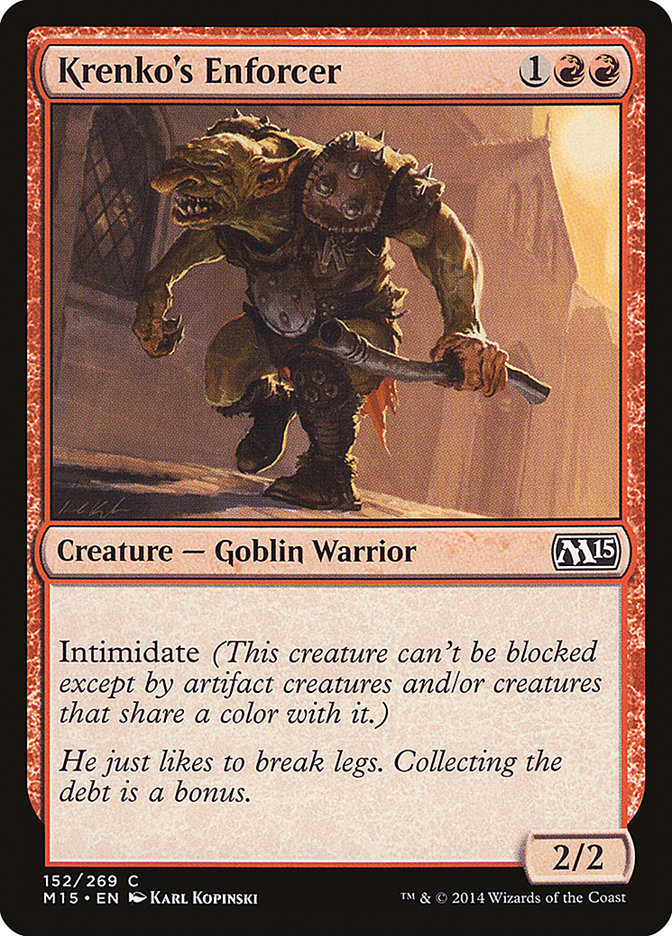 Krenko's Enforcer 1
Creature — Goblin Warrior M15
Intimidate (This creature can't be blocked
except by artifact creatures and/or creatures
that share a color with it.)
He just likes to break legs. Collecting the
debt is a bonus.
2/2
152/269 C
M15 • EN Karl Kopinski ™ & © 2014 Wizards of the Coast